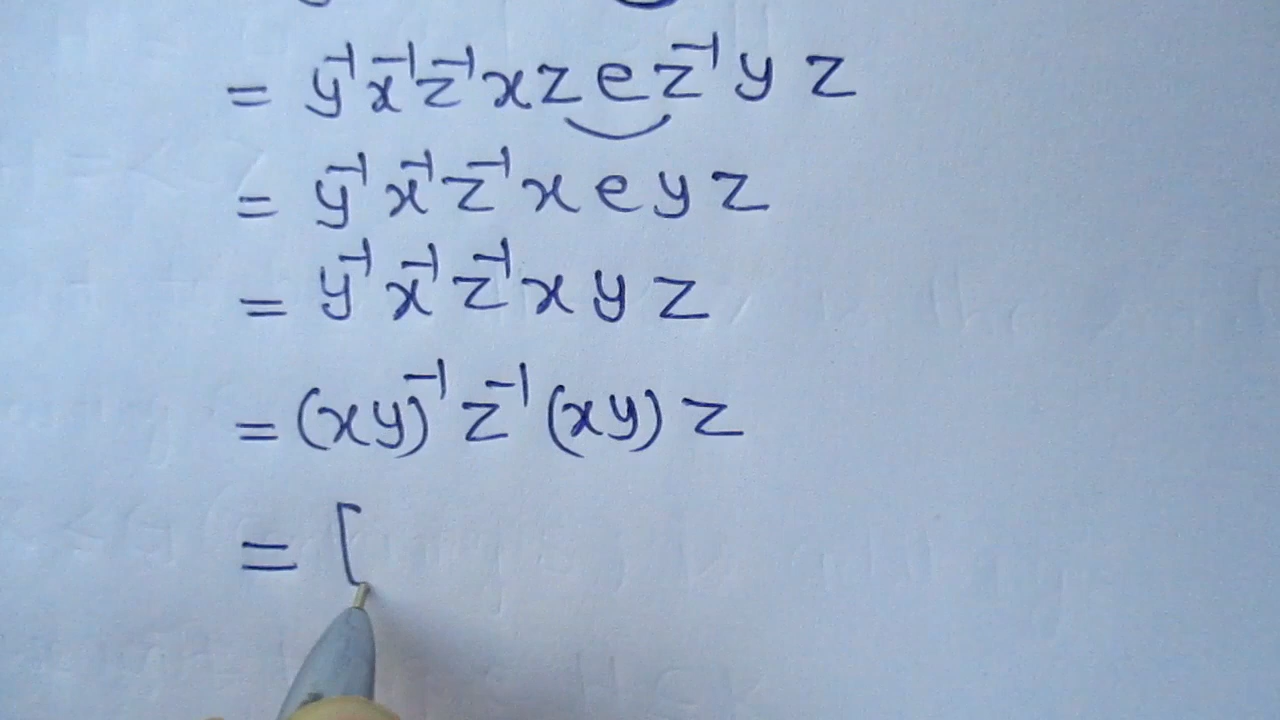 = y⁻¹x⁻¹z⁻¹xzez⁻¹yz
= y⁻¹x⁻¹z⁻¹xeyz
= y⁻¹x⁻¹z⁻¹xyz
= (xy)⁻¹z⁻¹(xy)z
= [